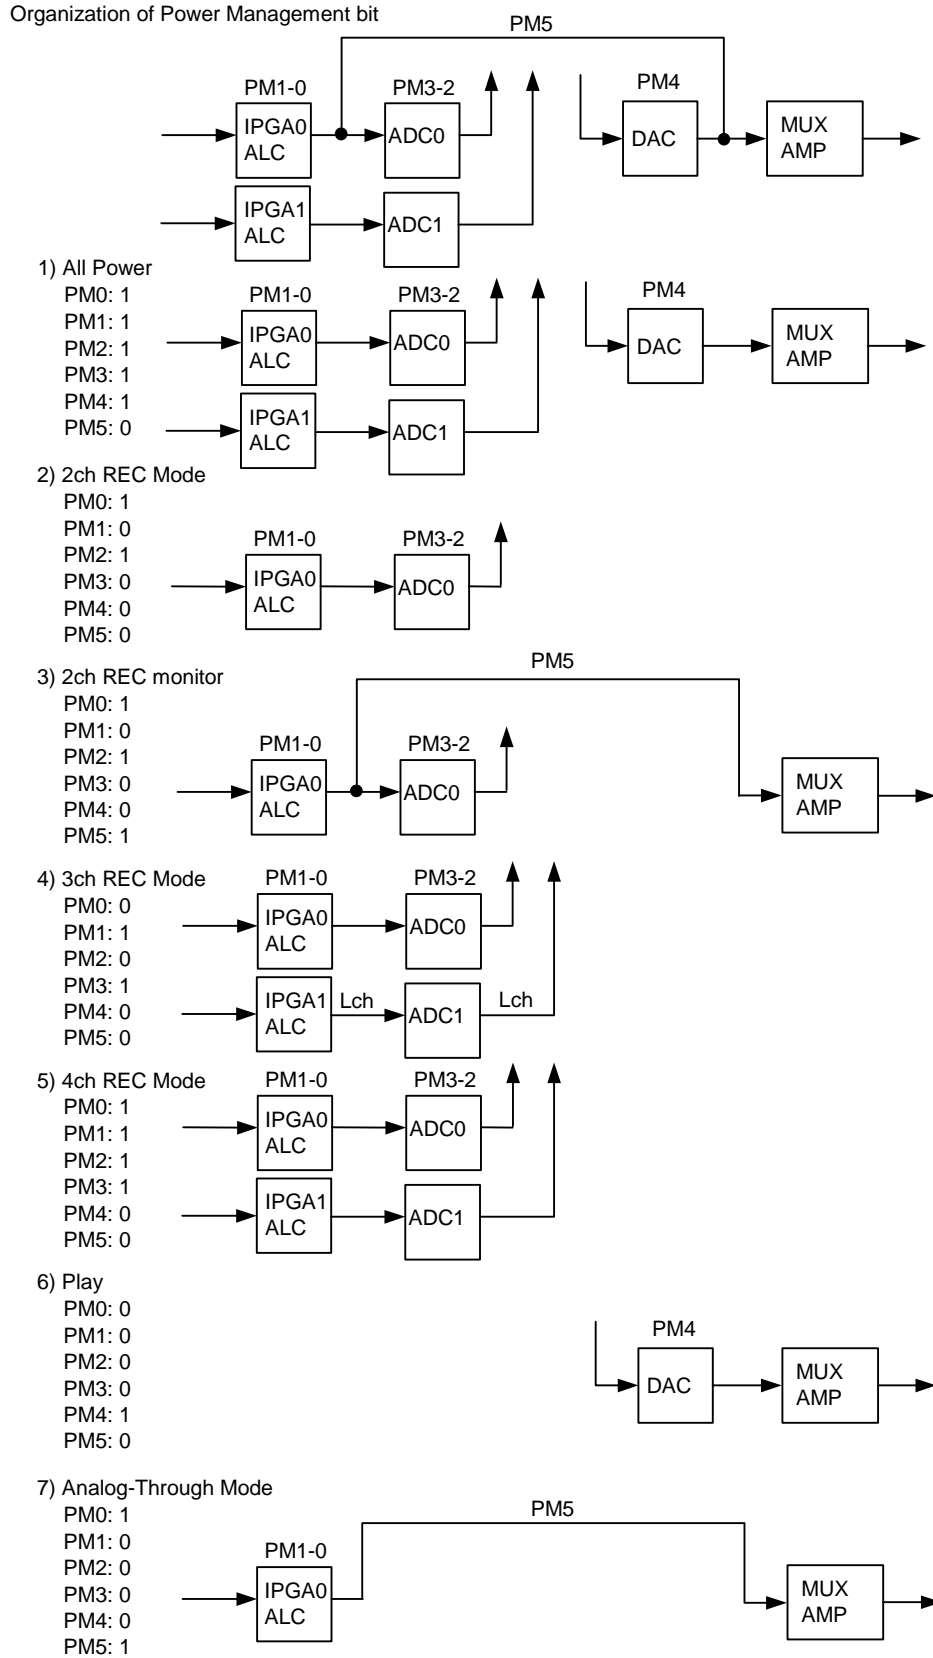 Organization of Power Management bit
PM5
PM1-0
PM3-2
PM4
IPGA0
ALC
ADC0
DAC
MUX
AMP
IPGA1
ALC
ADC1
1) All Power
PM0: 1
PM1: 1
PM2: 1
PM3: 1
PM4: 1
PM5: 0
PM1-0
PM3-2
PM4
IPGA0
ALC
ADC0
DAC
MUX
AMP
IPGA1
ALC
ADC1
2) 2ch REC Mode
PM0: 1
PM1: 0
PM2: 1
PM3: 0
PM4: 0
PM5: 0
PM1-0
PM3-2
IPGA0
ALC
ADC0
3) 2ch REC monitor
PM0: 1
PM1: 0
PM2: 1
PM3: 0
PM4: 0
PM5: 1
PM5
PM1-0
PM3-2
IPGA0
ALC
ADC0
MUX
AMP
4) 3ch REC Mode
PM0: 0
PM1: 1
PM2: 0
PM3: 1
PM4: 0
PM5: 0
PM1-0
PM3-2
IPGA0
ALC
ADC0
IPGA1
ALC
Lch
ADC1
Lch
5) 4ch REC Mode
PM0: 1
PM1: 1
PM2: 1
PM3: 1
PM4: 0
PM5: 0
PM1-0
PM3-2
IPGA0
ALC
ADC0
IPGA1
ALC
ADC1
6) Play
PM0: 0
PM1: 0
PM2: 0
PM3: 0
PM4: 1
PM5: 0
PM4
DAC
MUX
AMP
7) Analog-Through Mode
PM0: 1
PM1: 0
PM2: 0
PM3: 0
PM4: 0
PM5: 1
PM5
PM1-0
IPGA0
ALC
MUX
AMP